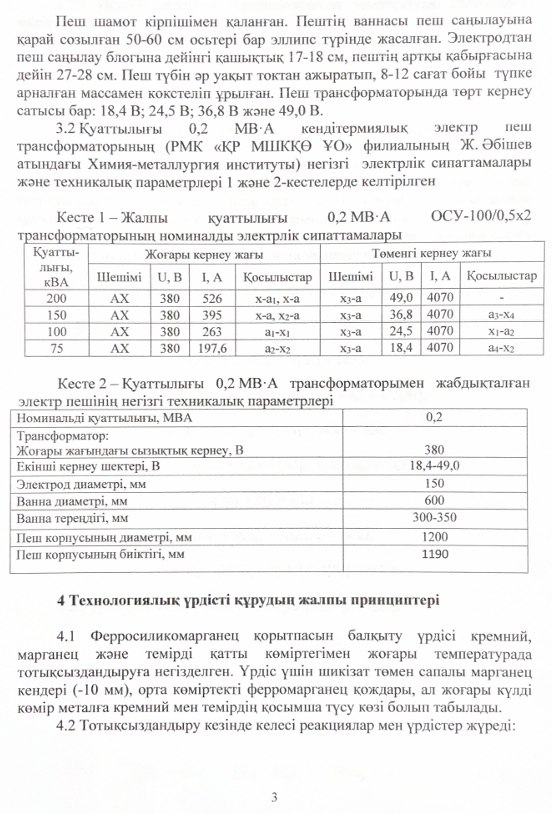 Пеш шамот кірпішімен қаланған. Пештің ваннасы пеш саңылауына
қарай созылған 50-60 см осьтері бар эллипс түрінде жасалған. Электродтан
пеш саңылау блогына дейінгі қашықтық 17-18 см, пештің артқы қабырғасына
дейін 27-28 см. Пеш түбін әр уақыт токтан ажыратып, 8-12 сағат бойы түпке
арналған массамен кокстеліп ұрылған. Пеш трансформаторында төрт кернеу
сатысы бар: 18,4 В; 24,5 В; 36,8 В және 49,0 В.
3.2 Қуаттылығы 0,2 МВ·А кендітермиялық электр пеш
трансформаторының (РМК «ҚР МШКҚӨ ҰО» филиалының Ж. Әбішев
атындағы Химия-металлургия институты) негізгі электрлік сипаттамалары
және техникалық параметрлері 1 және 2-кестелерде келтірілген
Кесте 1 – Жалпы қуаттылығы 0,2 МВ·А ОСУ-100/0,5х2
трансформаторының номиналды электрлік сипаттамалары
Қуатты-лығы, кВА | Жоғары кернеу жағы | Төменгі кернеу жағы
Шешімі | U, В | I, А | Қосылыстар | Шешімі | U, В | I, А | Қосылыстар
200 | АХ | 380 | 526 | х-а₁, х-а | х₃-а | 49,0 | 4070 | -
150 | АХ | 380 | 395 | х-а, х₂-а | х₃-а | 36,8 | 4070 | а₃-х₄
100 | АХ | 380 | 263 | а₁-х₁ | х₃-а | 24,5 | 4070 | х₁-а₂
75 | АХ | 380 | 197,6 | а₂-х₂ | х₃-а | 18,4 | 4070 | а₄-х₂
Кесте 2 – Қуаттылығы 0,2 МВ·А трансформаторымен жабдықталған
электр пешінің негізгі техникалық параметрлері
Номинальді қуаттылығы, МВА | 0,2
Трансформатор:
Жоғары жағындағы сызықтық кернеу, В | 380
Екінші кернеу шектері, В | 18,4-49,0
Электрод диаметрі, мм | 150
Ванна диаметрі, мм | 600
Ванна тереңдігі, мм | 300-350
Пеш корпусының диаметрі, мм | 1200
Пеш корпусының биіктігі, мм | 1190
4 Технологиялық үрдісті құрудың жалпы принциптері
4.1 Ферросиликомарганец қорытпасын балқыту үрдісі кремний,
марганец және темірді қатты көміртегімен жоғары температурада
тотықсыздандыруға негізделген. Үрдіс үшін шикізат төмен сапалы марганец
кендері (-10 мм), орта көміртекті ферромарганец қождары, ал жоғары күлді
көмір металға кремний мен темірдің қосымша түсу көзі болып табылады.
4.2 Тотықсыздандыру кезінде келесі реакциялар мен үрдістер жүреді:
3